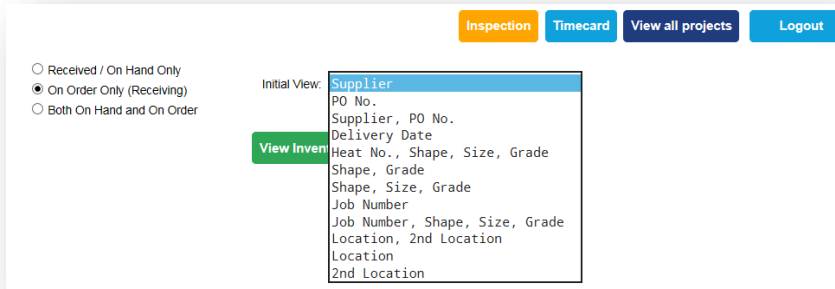 Inspection Timecard View all projects Logout
Received / On Hand Only
On Order Only (Receiving)
Both On Hand and On Order
Initial View:
Supplier
PO No.
Supplier, PO No.
Delivery Date
Heat No., Shape, Size, Grade
Shape, Grade
Shape, Size, Grade
Job Number
Job Number, Shape, Size, Grade
Location, 2nd Location
Location
2nd Location
View Inven